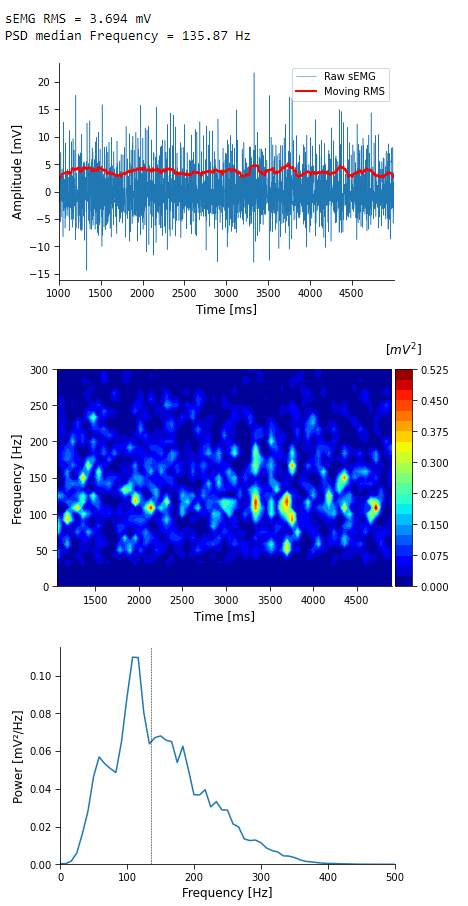 sEMG RMS = 3.694 mV
PSD median Frequency = 135.87 Hz
Raw sEMG
Moving RMS
Amplitude [mV]
20
15
10
5
0
−5
−10
−15
1000 1500 2000 2500 3000 3500 4000 4500
Time [ms]
[mV²]
Frequency [Hz]
300
250
200
150
100
50
0
0.525
0.450
0.375
0.300
0.225
0.150
0.075
0.000
1500 2000 2500 3000 3500 4000 4500
Time [ms]
Power [mV²/Hz]
0.10
0.08
0.06
0.04
0.02
0.00
0 100 200 300 400 500
Frequency [Hz]